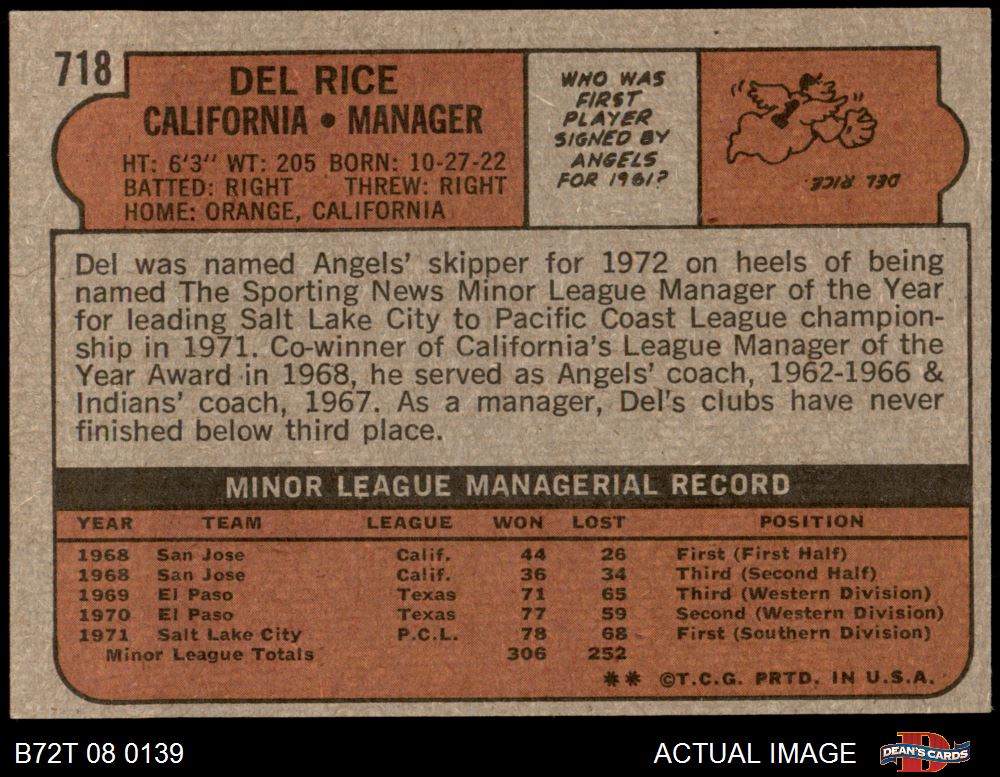 718
DEL RICE
CALIFORNIA • MANAGER
HT: 6'3" WT: 205 BORN: 10-27-22
BATTED: RIGHT THREW: RIGHT
HOME: ORANGE, CALIFORNIA
WHO WAS
FIRST
PLAYER
SIGNED BY
ANGELS
FOR 1961?
DEL RICE.
Del was named Angels' skipper for 1972 on heels of being
named The Sporting News Minor League Manager of the Year
for leading Salt Lake City to Pacific Coast League champion-
ship in 1971. Co-winner of California's League Manager of the
Year Award in 1968, he served as Angels' coach, 1962-1966 &
Indians' coach, 1967. As a manager, Del's clubs have never
finished below third place.
MINOR LEAGUE MANAGERIAL RECORD
YEAR TEAM LEAGUE WON LOST POSITION
1968 San Jose Calif. 44 26 First (First Half)
1968 San Jose Calif. 36 34 Third (Second Half)
1969 El Paso Texas 71 65 Third (Western Division)
1970 El Paso Texas 77 59 Second (Western Division)
1971 Salt Lake City P.C.L. 78 68 First (Southern Division)
Minor League Totals 306 252
** ©T.C.G. PRTD. IN U.S.A.
B72T 08 0139
ACTUAL IMAGE
DEAN'S CARDS